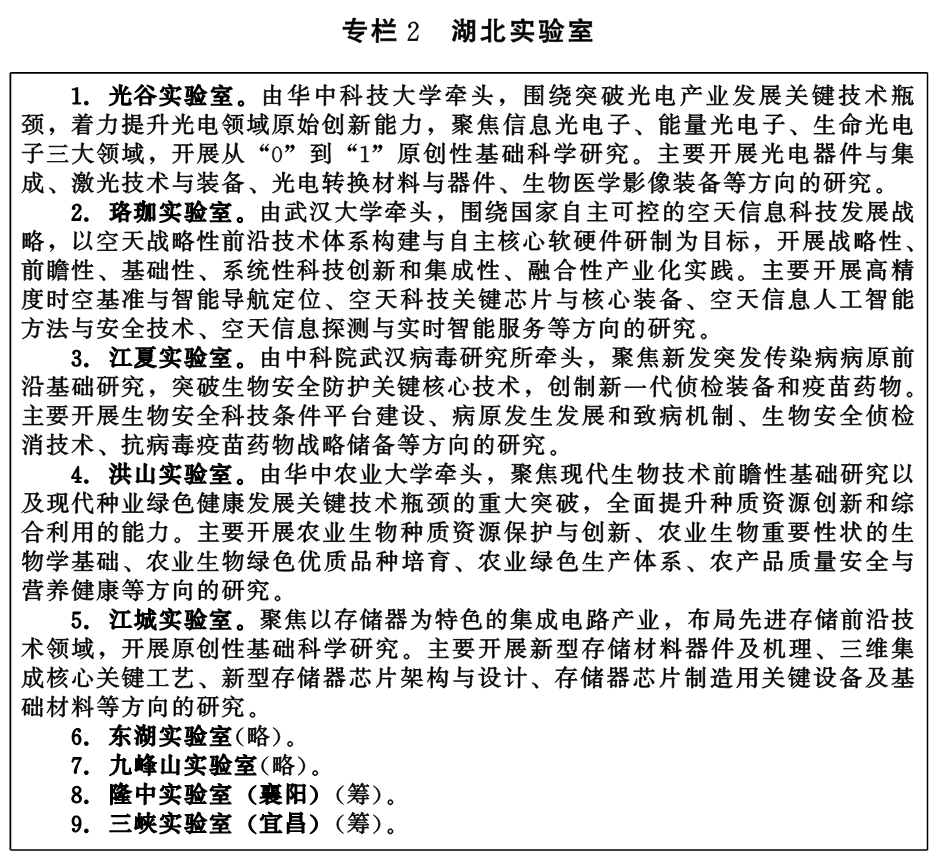 专栏 2 湖北实验室
1. 光谷实验室。由华中科技大学牵头，围绕突破光电产业发展关键技术瓶
颈，着力提升光电领域原始创新能力，聚焦信息光电子、能量光电子、生命光电
子三大领域，开展从“0”到“1”原创性基础科学研究。主要开展光电器件与集
成、激光技术与装备、光电转换材料与器件、生物医学影像装备等方向的研究。
2. 珞珈实验室。由武汉大学牵头，围绕国家自主可控的空天信息科技发展战
略，以空天战略性前沿技术体系构建与自主核心软硬件研制为目标，开展战略性、
前瞻性、基础性、系统性科技创新和集成性、融合性产业化实践。主要开展高精
度时空基准与智能导航定位、空天科技关键芯片与核心装备、空天信息人工智能
方法与安全技术、空天信息探测与实时智能服务等方向的研究。
3. 江夏实验室。由中科院武汉病毒研究所牵头，聚焦新发突发传染病病原前
沿基础研究，突破生物安全防护关键核心技术，创制新一代侦检装备和疫苗药物。
主要开展生物安全科技条件平台建设、病原发生发展和致病机制、生物安全侦检
消技术、抗病毒疫苗药物战略储备等方向的研究。
4. 洪山实验室。由华中农业大学牵头，聚焦现代生物技术前瞻性基础研究以
及现代种业绿色健康发展关键技术瓶颈的重大突破，全面提升种质资源创新和综
合利用的能力。主要开展农业生物种质资源保护与创新、农业生物重要性状的生
物学基础、农业生物绿色优质品种培育、农业绿色生产体系、农产品质量安全与
营养健康等方向的研究。
5. 江城实验室。聚焦以存储器为特色的集成电路产业，布局先进存储前沿技
术领域，开展原创性基础科学研究。主要开展新型存储材料器件及机理、三维集
成核心关键工艺、新型存储器芯片架构与设计、存储器芯片制造用关键设备及基
础材料等方向的研究。
6. 东湖实验室(略)。
7. 九峰山实验室(略)。
8. 隆中实验室（襄阳）(筹)。
9. 三峡实验室（宜昌）(筹)。